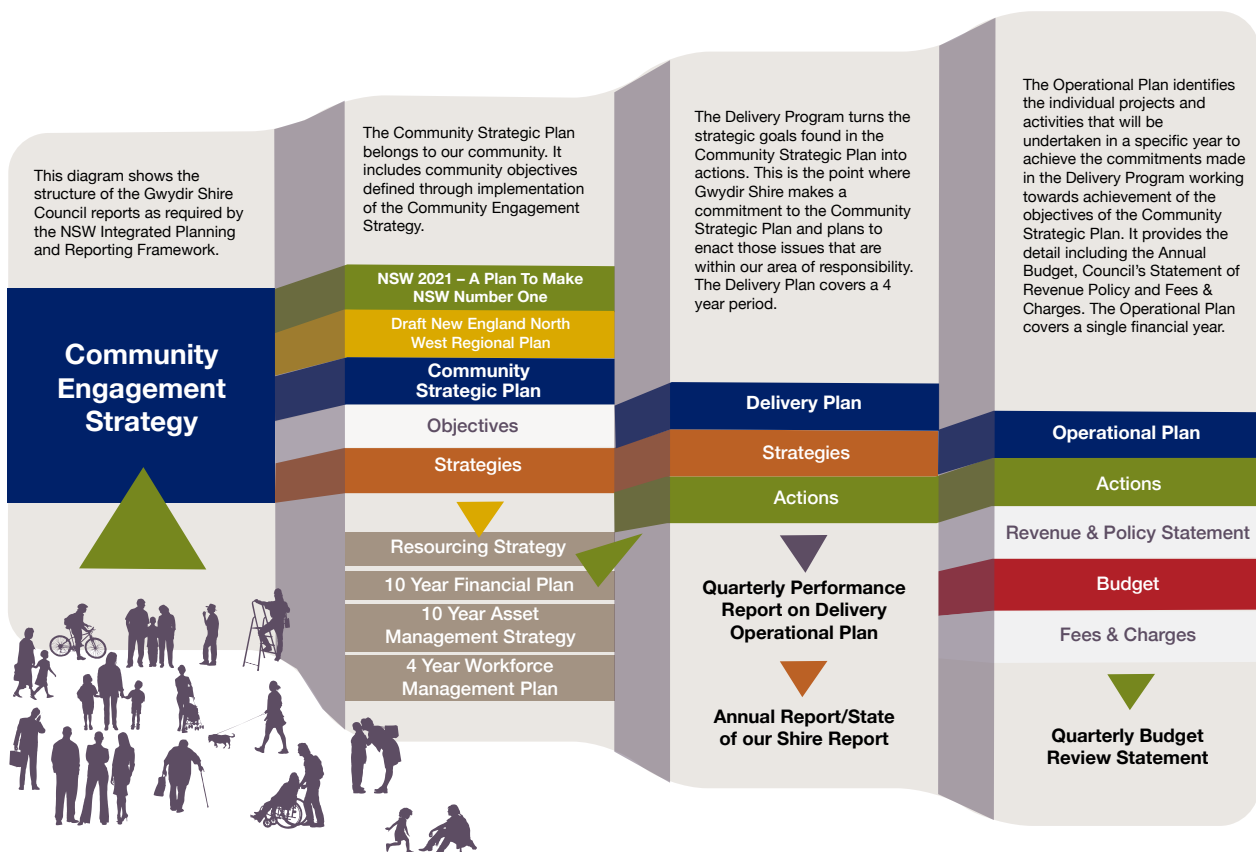 This diagram shows the
structure of the Gwydir Shire
Council reports as required by
the NSW Integrated Planning
and Reporting Framework.
Community
Engagement
Strategy
The Community Strategic Plan
belongs to our community. It
includes community objectives
defined through implementation
of the Community Engagement
Strategy.
NSW 2021 – A Plan To Make
NSW Number One
Draft New England North
West Regional Plan
Community
Strategic Plan
Objectives
Strategies
Resourcing Strategy
10 Year Financial Plan
10 Year Asset
Management Strategy
4 Year Workforce
Management Plan
The Delivery Program turns the
strategic goals found in the
Community Strategic Plan into
actions. This is the point where
Gwydir Shire makes a
commitment to the Community
Strategic Plan and plans to
enact those issues that are
within our area of responsibility.
The Delivery Plan covers a 4
year period.
Delivery Plan
Strategies
Actions
Quarterly Performance
Report on Delivery
Operational Plan
Annual Report/State
of our Shire Report
The Operational Plan identifies
the individual projects and
activities that will be
undertaken in a specific year to
achieve the commitments made
in the Delivery Program working
towards achievement of the
objectives of the Community
Strategic Plan. It provides the
detail including the Annual
Budget, Council's Statement of
Revenue Policy and Fees &
Charges. The Operational Plan
covers a single financial year.
Operational Plan
Actions
Revenue & Policy Statement
Budget
Fees & Charges
Quarterly Budget
Review Statement